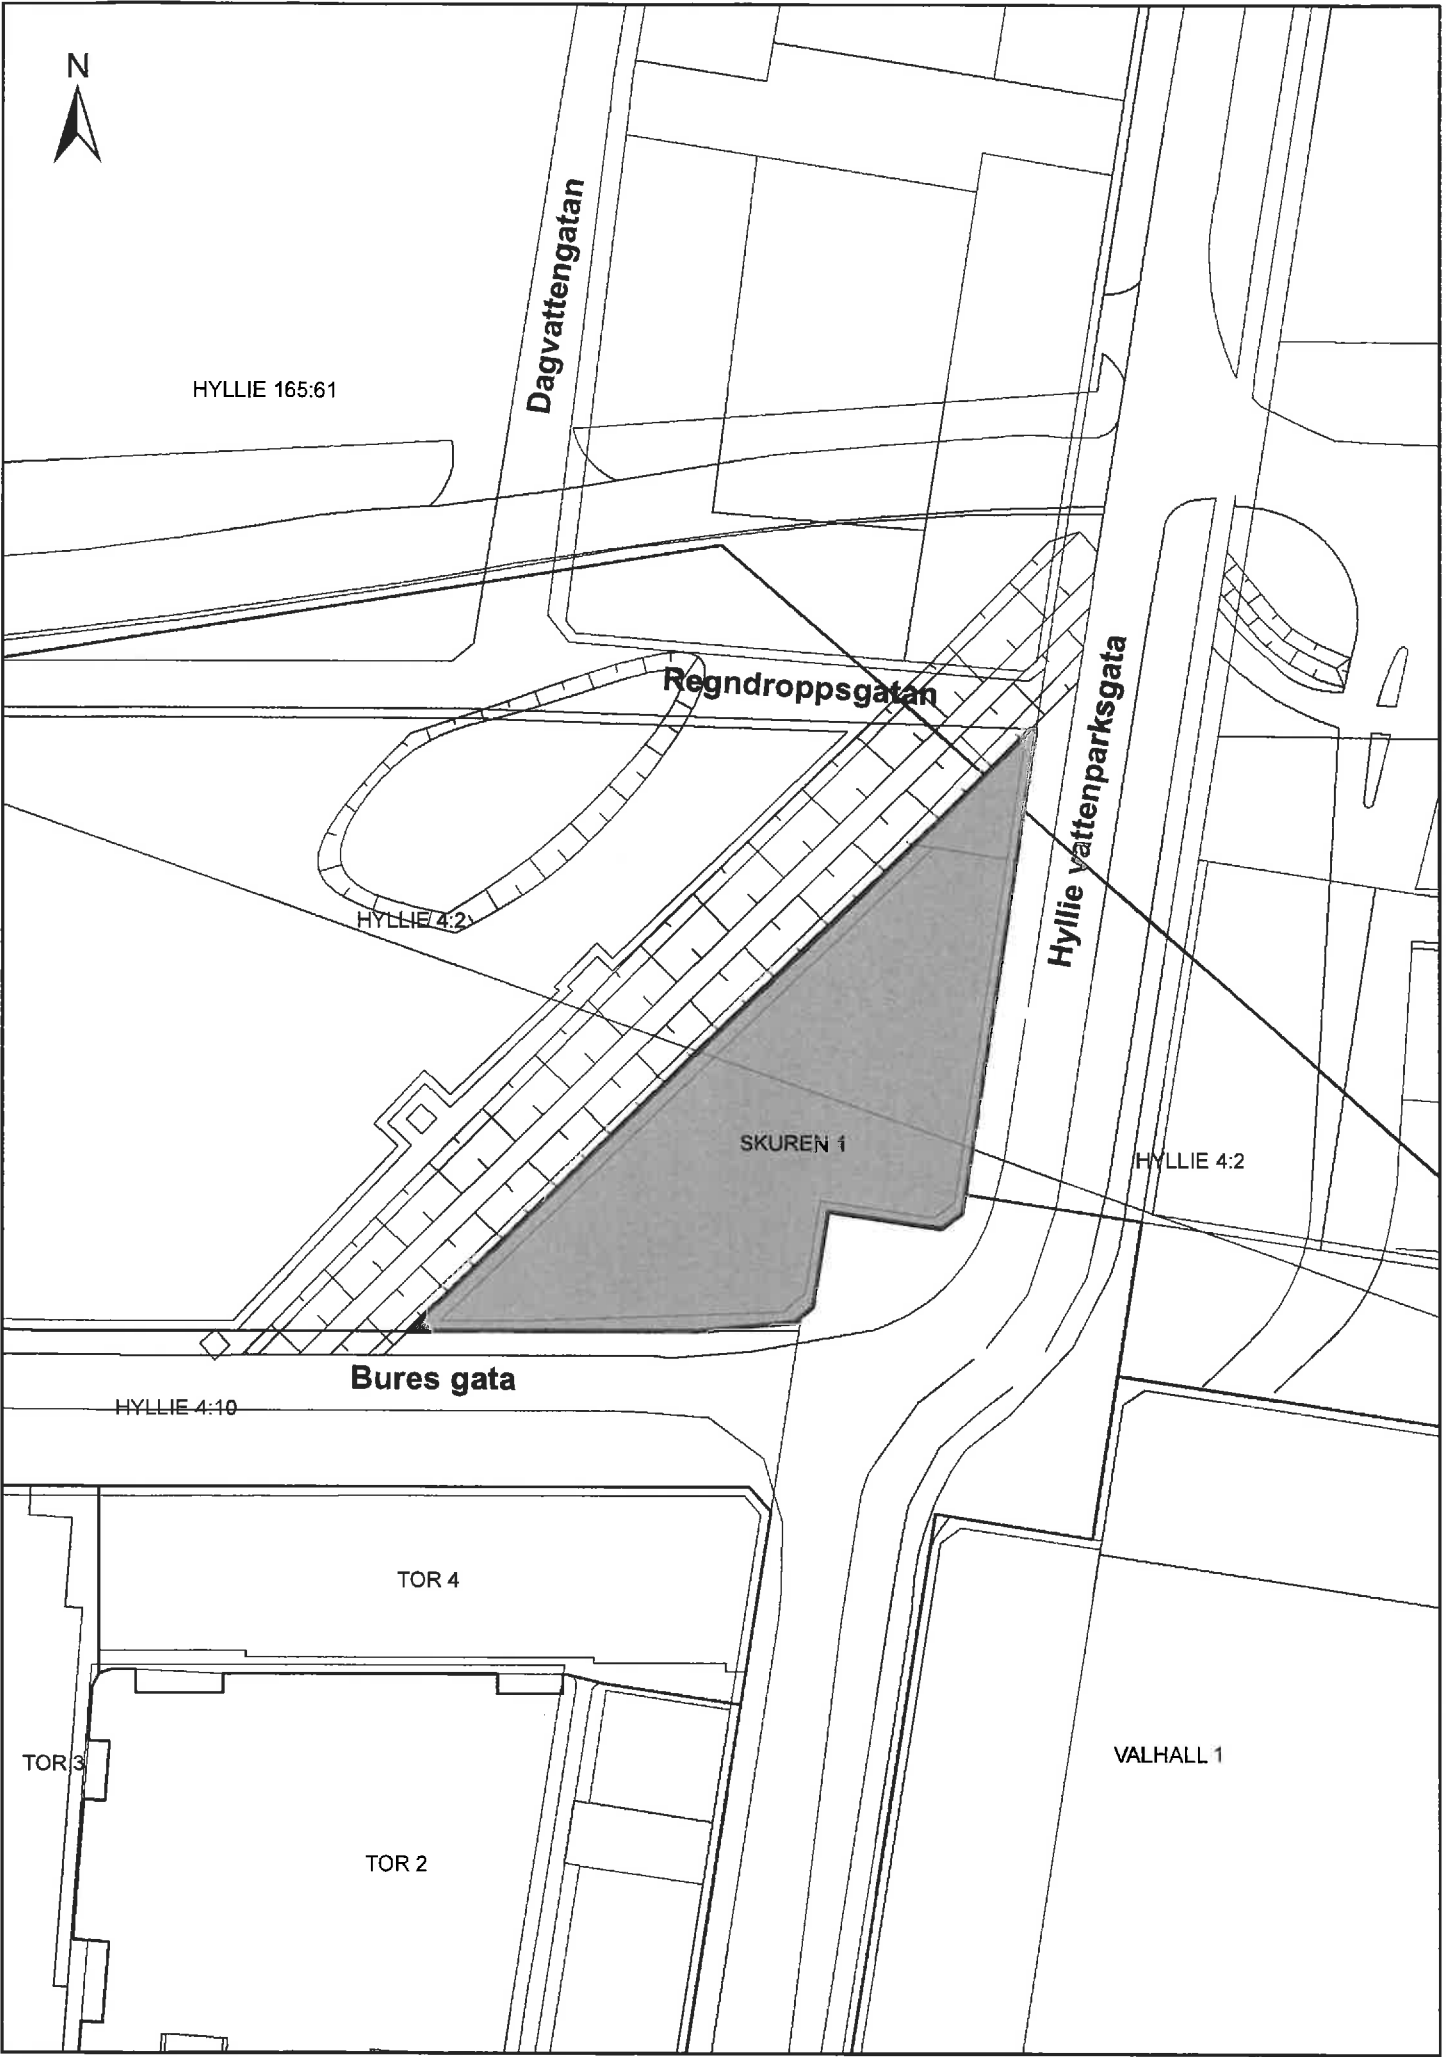 N
Dagvattengatan
HYLLIE 165:61
Regndroppsgatan
Hyllie vattenparksgata
HYLLIE 4:2
SKUREN 1
HYLLIE 4:2
Bures gata
HYLLIE 4:10
TOR 4
TOR 3
VALHALL 1
TOR 2